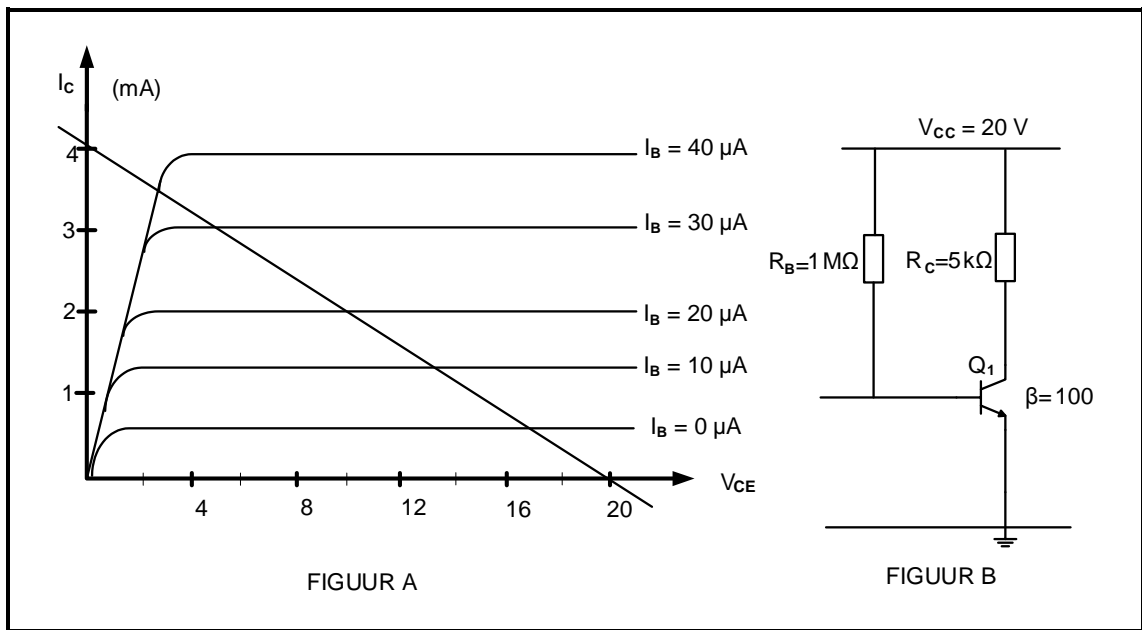 I_C (mA)
4
3
2
1
I_B = 40 µA
I_B = 30 µA
I_B = 20 µA
I_B = 10 µA
I_B = 0 µA
4 8 12 16 20
V_CE
FIGUUR A
V_CC = 20 V
R_B=1 MΩ
R_C=5 kΩ
Q_1
β=100
FIGUUR B